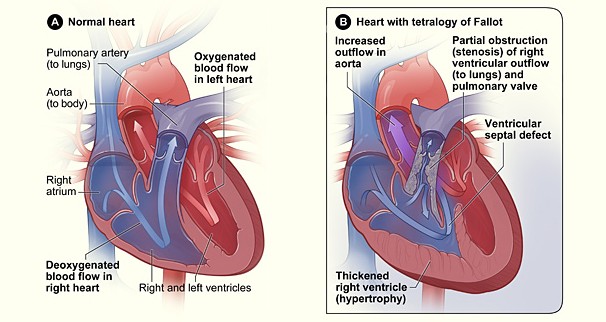 A Normal heart
Pulmonary artery
(to lungs)
Oxygenated
blood flow
in left heart
Aorta
(to body)
Right
atrium
Deoxygenated
blood flow in
right heart
Right and left ventricles
B Heart with tetralogy of Fallot
Increased
outflow in
aorta
Partial obstruction
(stenosis) of right
ventricular outflow
(to lungs) and
pulmonary valve
Ventricular
septal defect
Thickened
right ventricle
(hypertrophy)